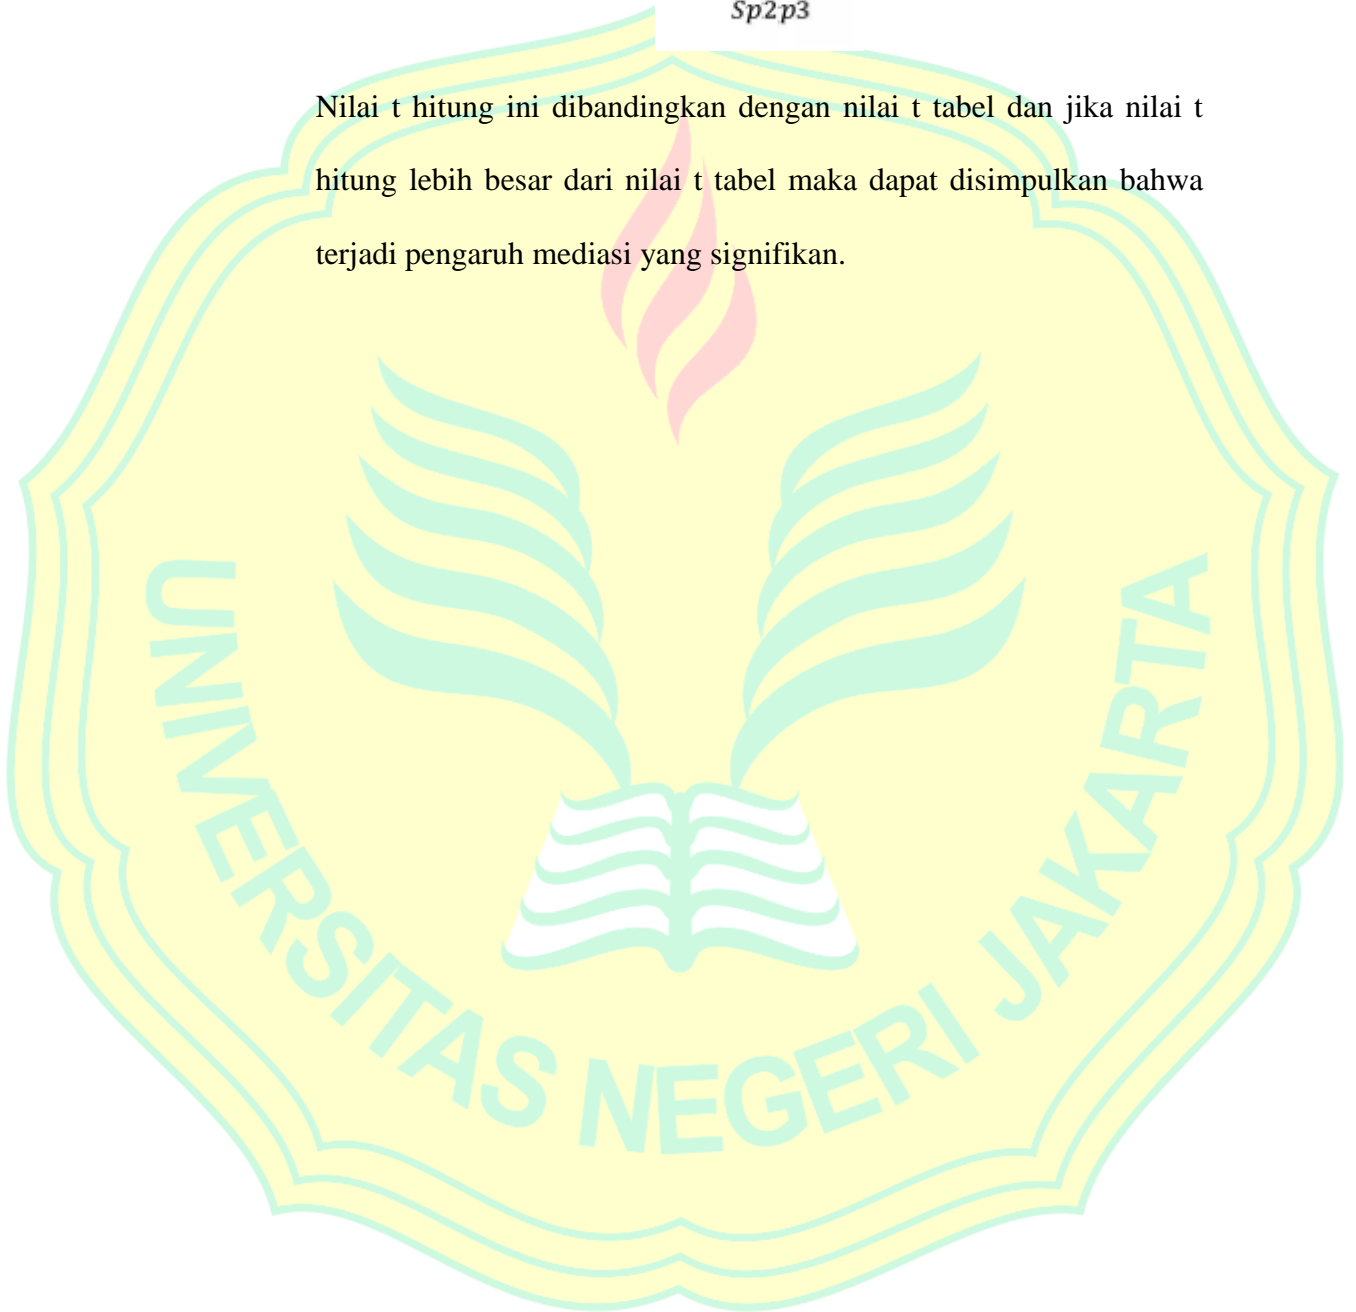 Sp2p3
Nilai t hitung ini dibandingkan dengan nilai t tabel dan jika nilai t
hitung lebih besar dari nilai t tabel maka dapat disimpulkan bahwa
terjadi pengaruh mediasi yang signifikan.
UNIVERSITAS NEGERI JAKARTA